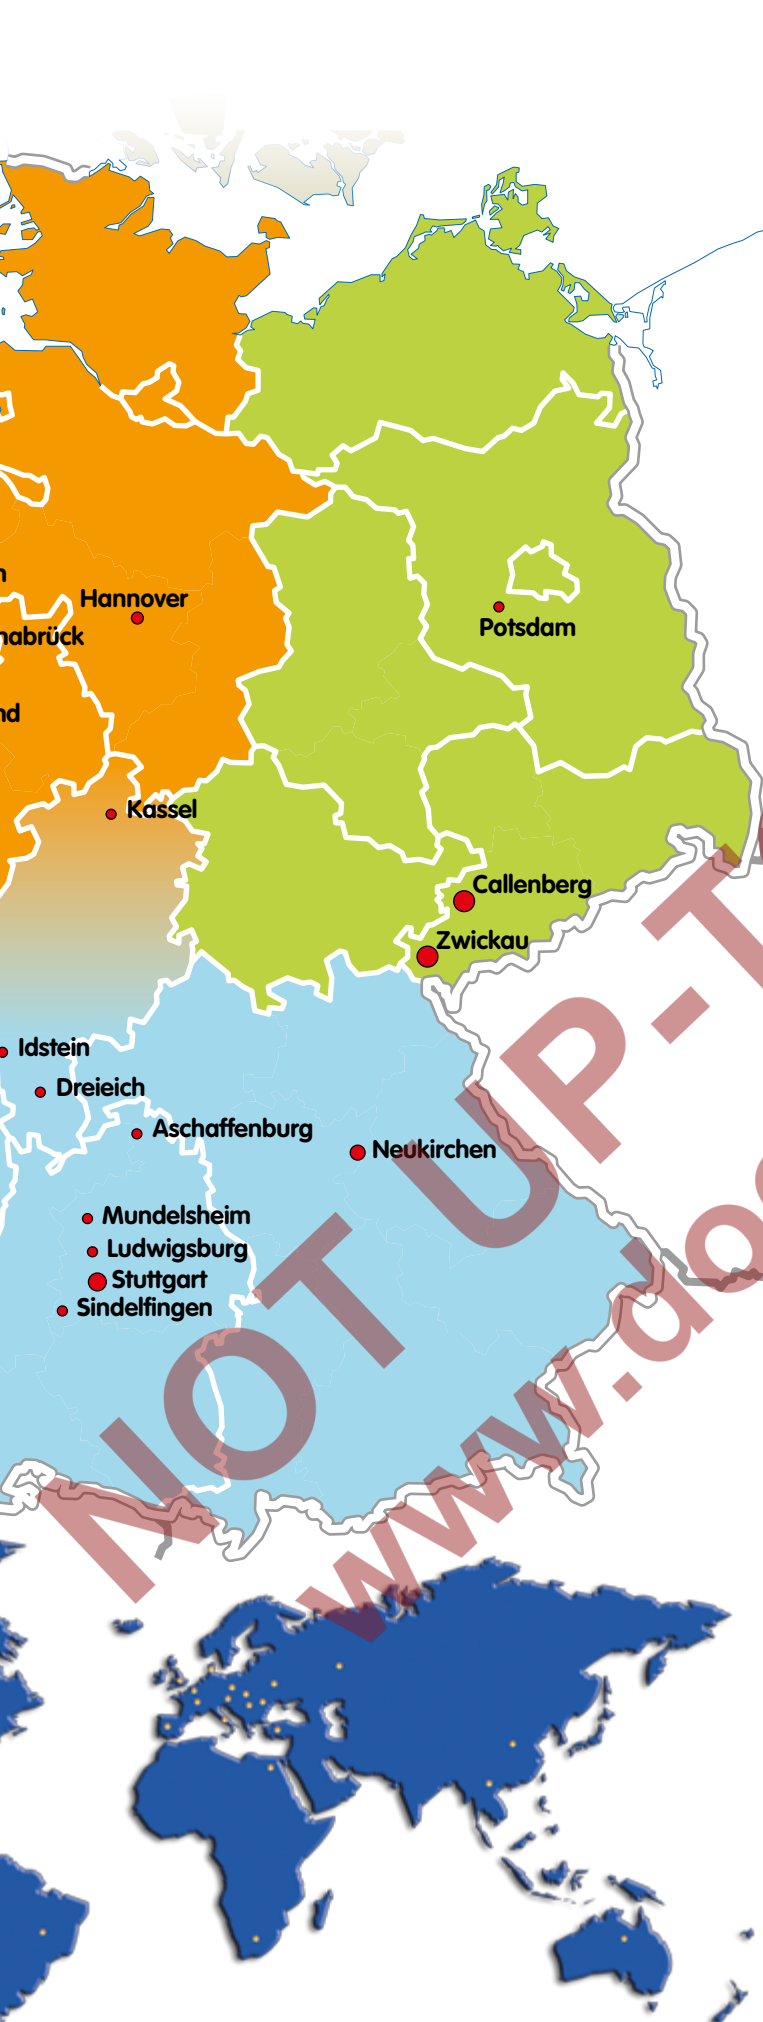 n
Hannover
nabrück
Potsdam
nd
Kassel
Callenberg
Zwickau
Idstein
Dreieich
Aschaffenburg
Neukirchen
Mundelsheim
Ludwigsburg
Stuttgart
Sindelfingen
NOT UP-T
www.do